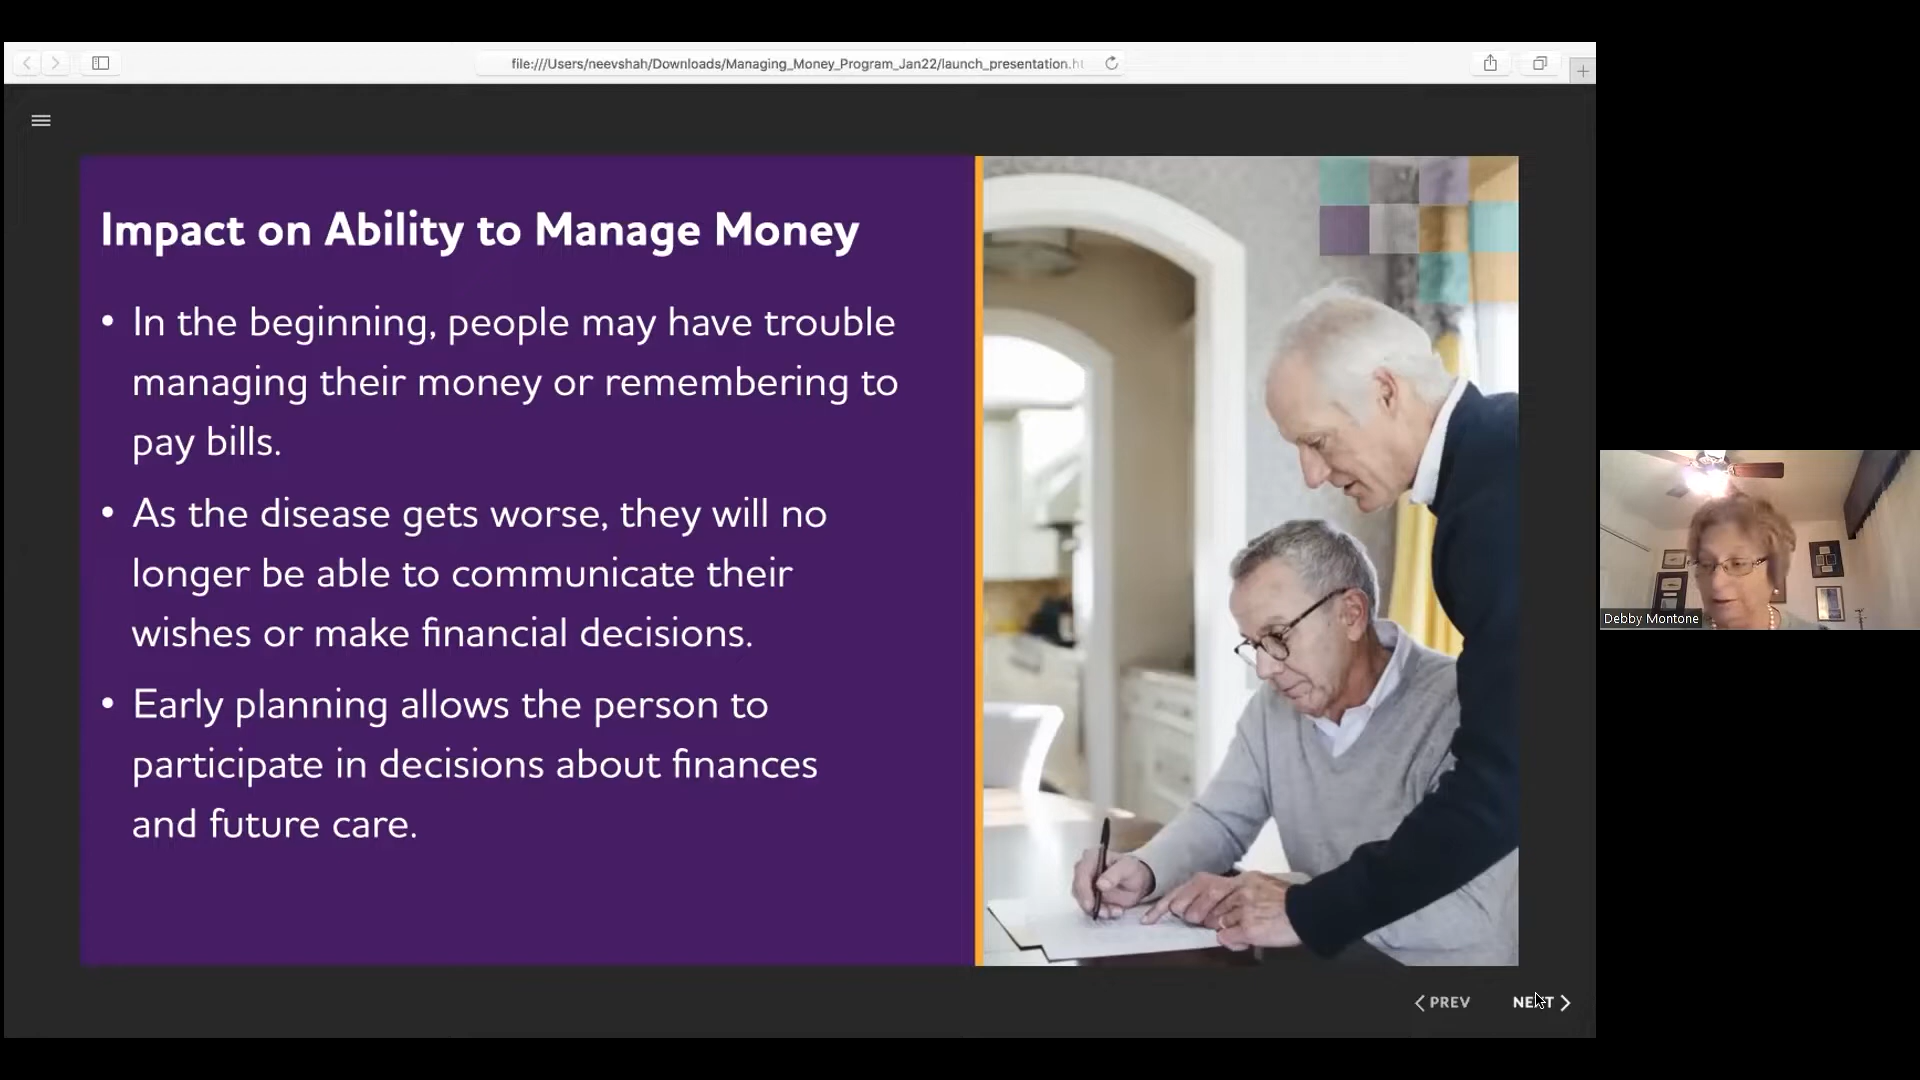 file:///Users/neevshah/Downloads/Managing_Money_Program_Jan22/launch_presentation.ht
Impact on Ability to Manage Money
• In the beginning, people may have trouble
managing their money or remembering to
pay bills.
• As the disease gets worse, they will no
longer be able to communicate their
wishes or make financial decisions.
• Early planning allows the person to
participate in decisions about finances
and future care.
Debby Montone
PREV
NEXT